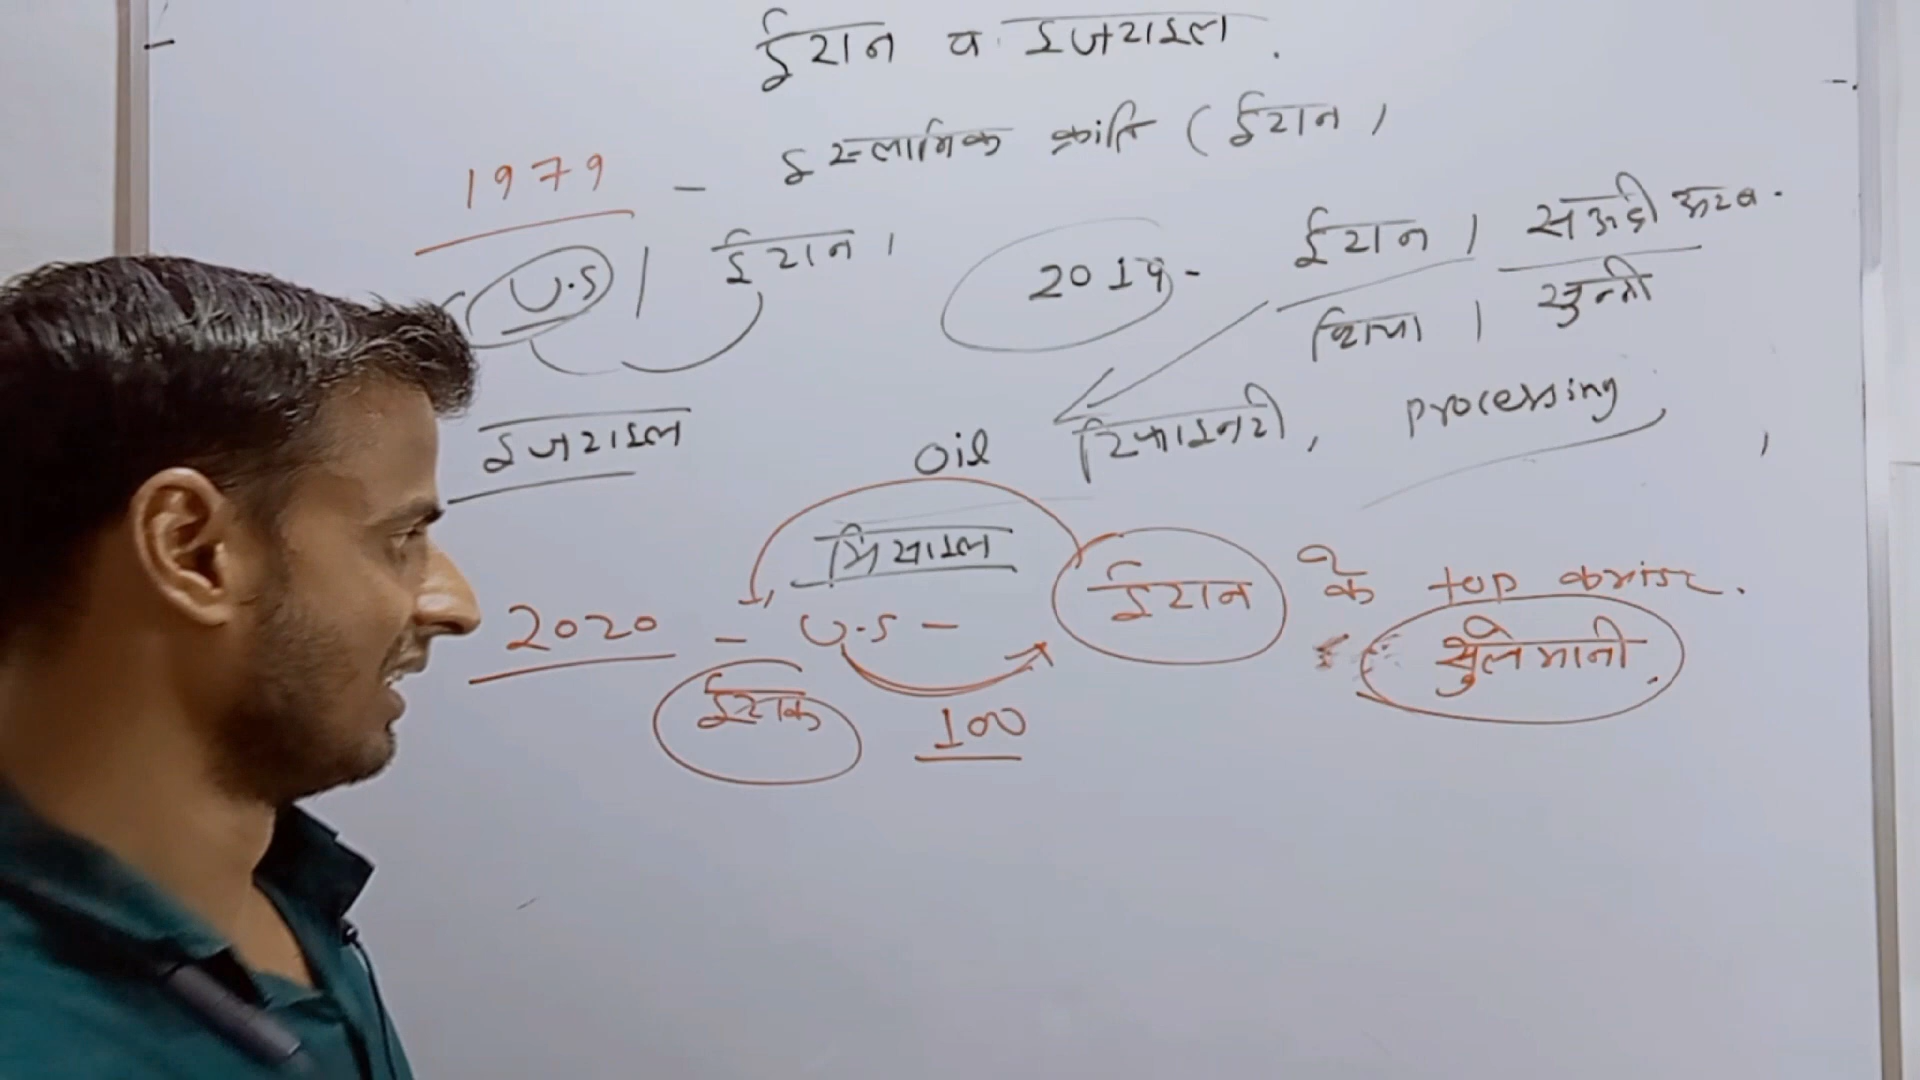 ईरान व इजराइल.
1979 - इस्लामिक क्रांति (ईरान)
U.S | ईरान।
2019 - ईरान | सऊदी अरब.
शिया | सुन्नी
इजराइल
Oil रिफाइनरी, processing,
मिसाइल
2020 - U.S - ईरान के top कमांडर.
सुलेमानी.
ईराक 100